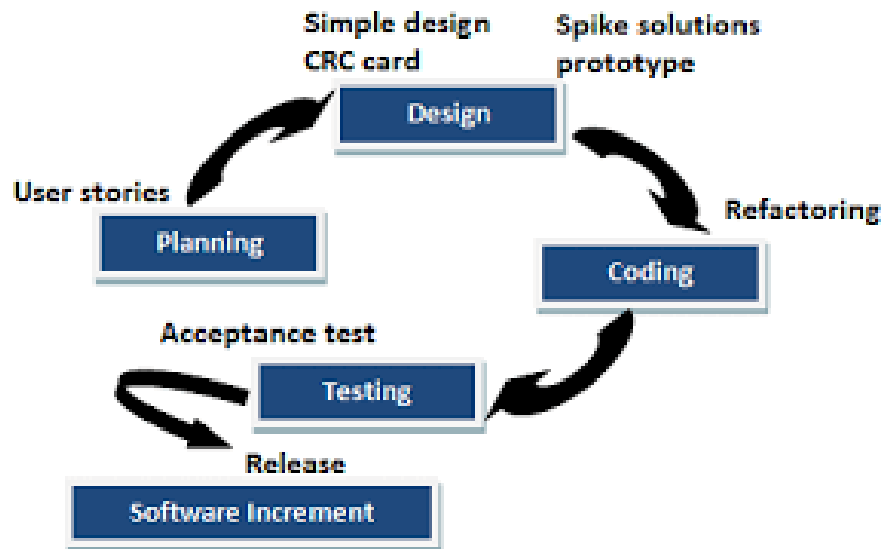 Simple design
CRC card
Spike solutions
prototype
Design
User stories
Planning
Refactoring
Coding
Acceptance test
Testing
Release
Software Increment